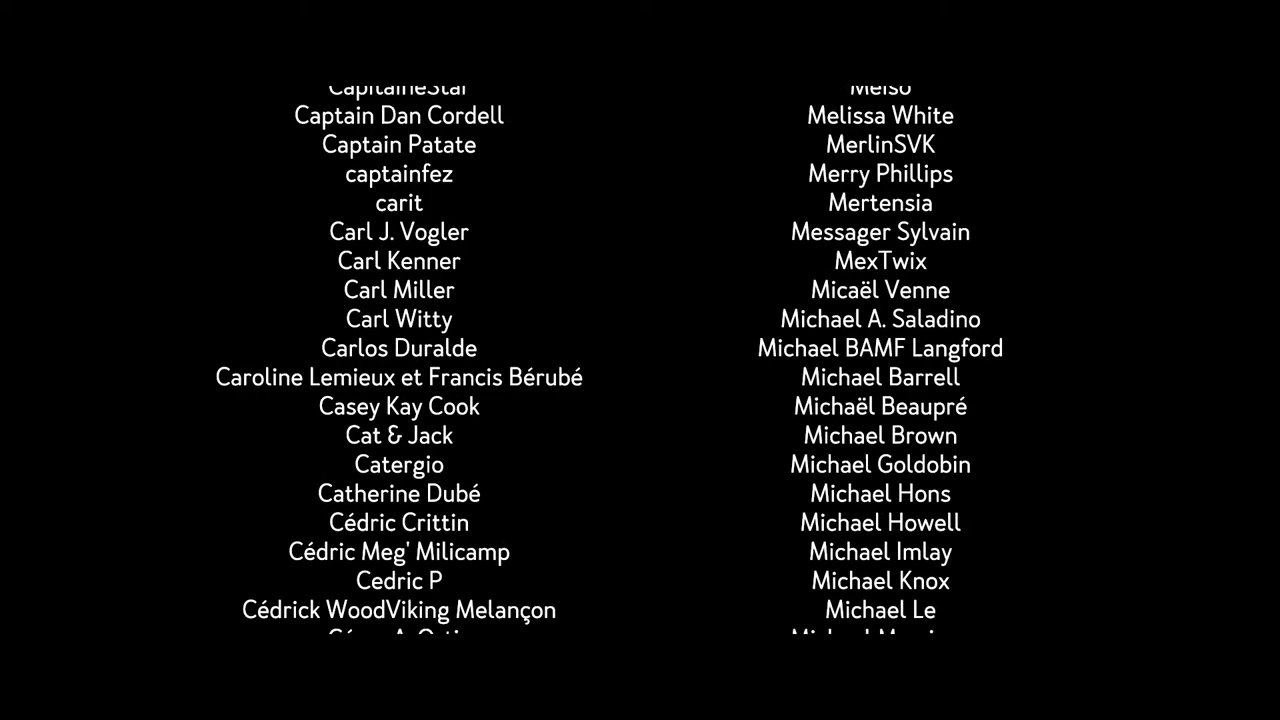 CapitaineStar
Captain Dan Cordell
Captain Patate
captainfez
carit
Carl J. Vogler
Carl Kenner
Carl Miller
Carl Witty
Carlos Duralde
Caroline Lemieux et Francis Bérubé
Casey Kay Cook
Cat & Jack
Catergio
Catherine Dubé
Cédric Crittin
Cédric Meg' Milicamp
Cedric P
Cédrick WoodViking Melançon
Melso
Melissa White
MerlinSVK
Merry Phillips
Mertensia
Messager Sylvain
MexTwix
Micaël Venne
Michael A. Saladino
Michael BAMF Langford
Michael Barrell
Michaël Beaupré
Michael Brown
Michael Goldobin
Michael Hons
Michael Howell
Michael Imlay
Michael Knox
Michael Le
Michael